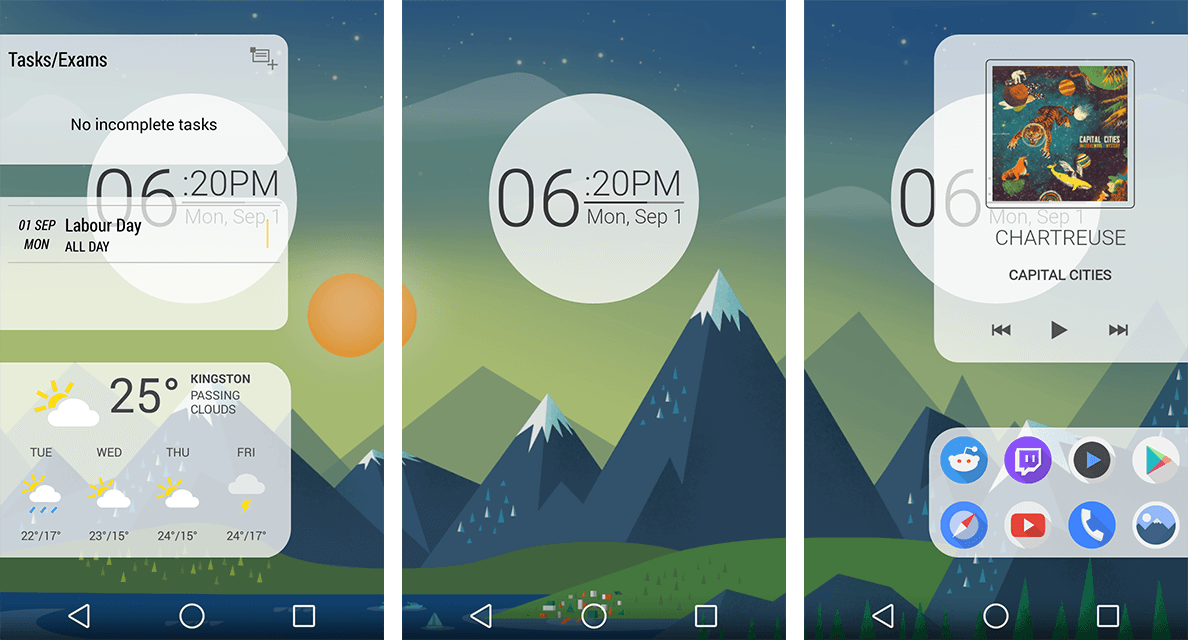 Tasks/Exams
No incomplete tasks
06 :20PM
Mon, Sep 1
01 SEP Labour Day
MON ALL DAY
25° KINGSTON
PASSING
CLOUDS
TUE WED THU FRI
22°/17° 23°/15° 24°/15° 24°/17°
06 :20PM
Mon, Sep 1
CAPITAL CITIES
06
Mon, Sep 1
CHARTREUSE
CAPITAL CITIES